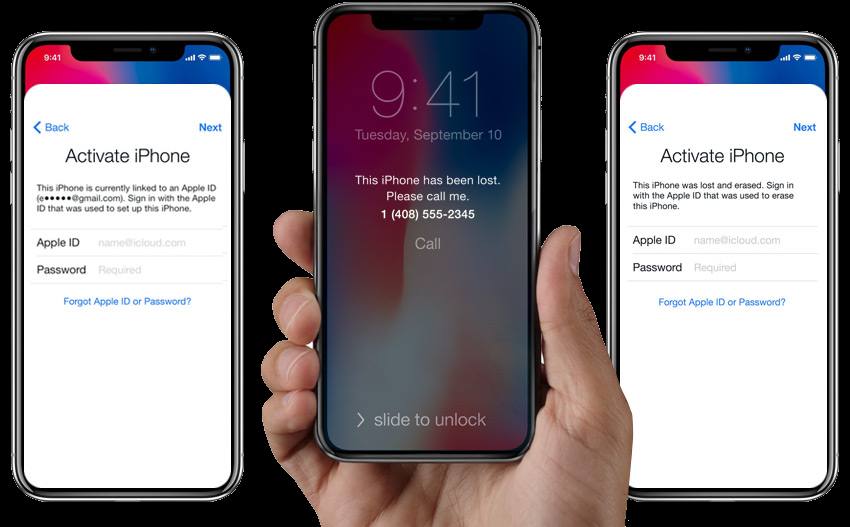 9:41
Back Next
Activate iPhone
This iPhone is currently linked to an Apple ID
(e●●●●●@gmail.com). Sign in with the Apple
ID that was used to set up this iPhone.
Apple ID name@icloud.com
Password Required
Forgot Apple ID or Password?
9:41
Tuesday, September 10
This iPhone has been lost.
Please call me.
1 (408) 555-2345
Call
slide to unlock
9:41
Back Next
Activate iPhone
This iPhone was lost and erased. Sign in
with the Apple ID that was used to erase
this iPhone.
Apple ID name@icloud.com
Password Required
Forgot Apple ID or Password?